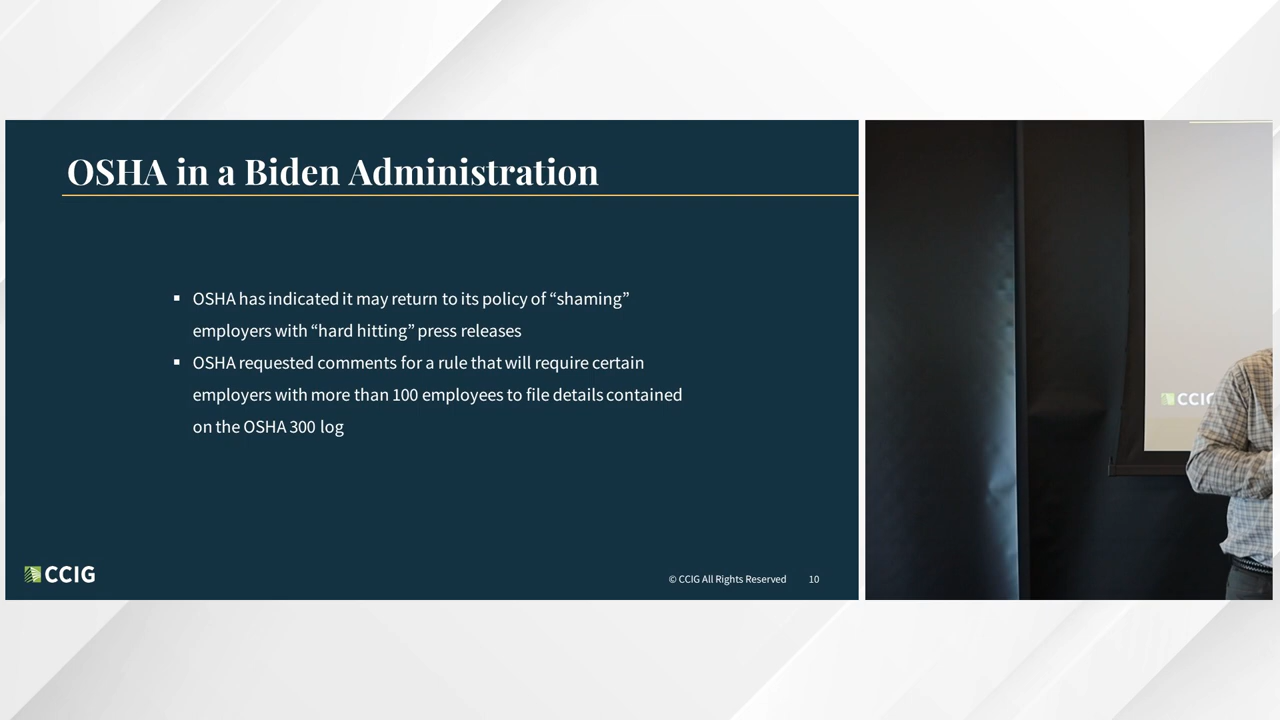 OSHA in a Biden Administration
▪ OSHA has indicated it may return to its policy of “shaming”
employers with “hard hitting” press releases
▪ OSHA requested comments for a rule that will require certain
employers with more than 100 employees to file details contained
on the OSHA 300 log
CCIG
© CCIG All Rights Reserved 10
CCIG